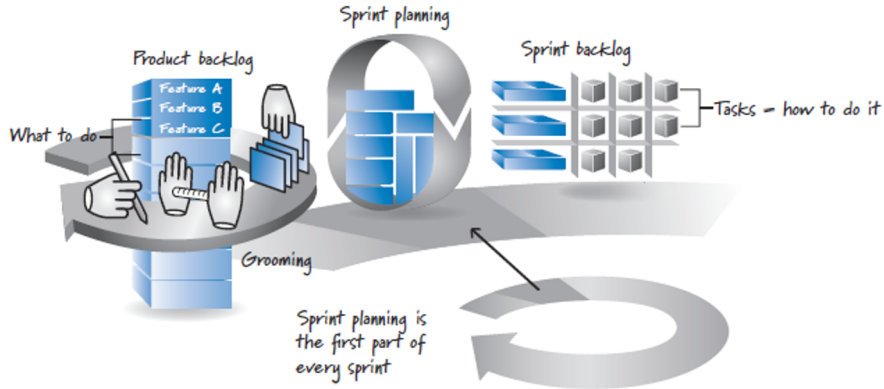 Sprint planning
Product backlog
Sprint backlog
Feature A
Feature B
Feature C
What to do
Tasks – how to do it
Grooming
Sprint planning is
the first part of
every sprint